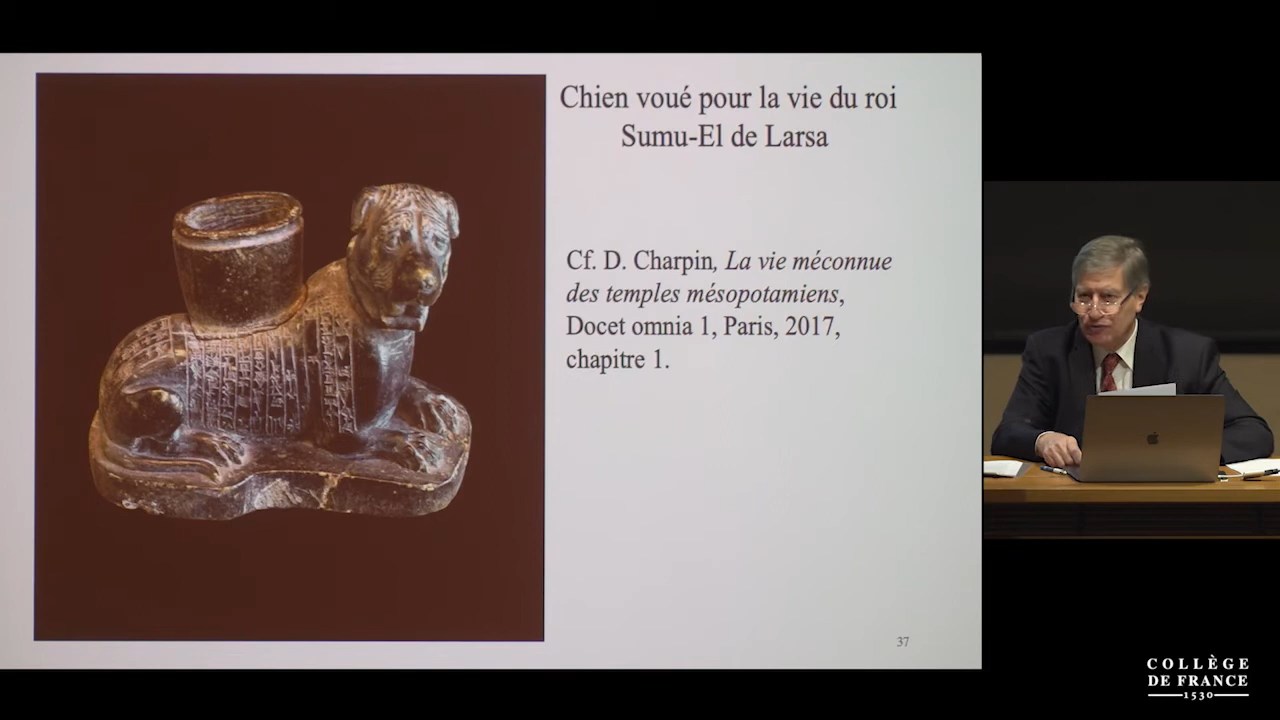 Chien voué pour la vie du roi
Sumu-El de Larsa
Cf. D. Charpin, La vie méconnue
des temples mésopotamiens,
Docet omnia 1, Paris, 2017,
chapitre 1.
37
COLLÈGE
DE FRANCE
1530